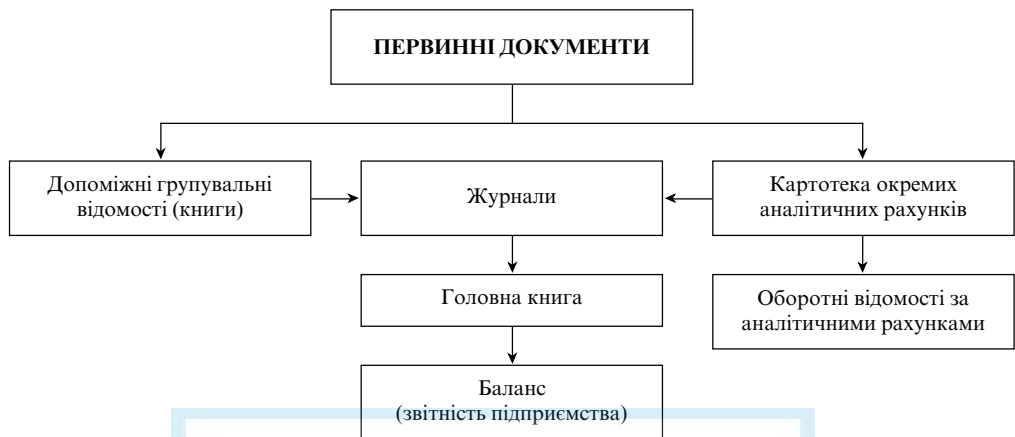 ПЕРВИННІ ДОКУМЕНТИ
Допоміжні групувальні
відомості (книги)
Журнали
Картотека окремих
аналітичних рахунків
Головна книга
Оборотні відомості за
аналітичними рахунками
Баланс
(звітність підприємства)